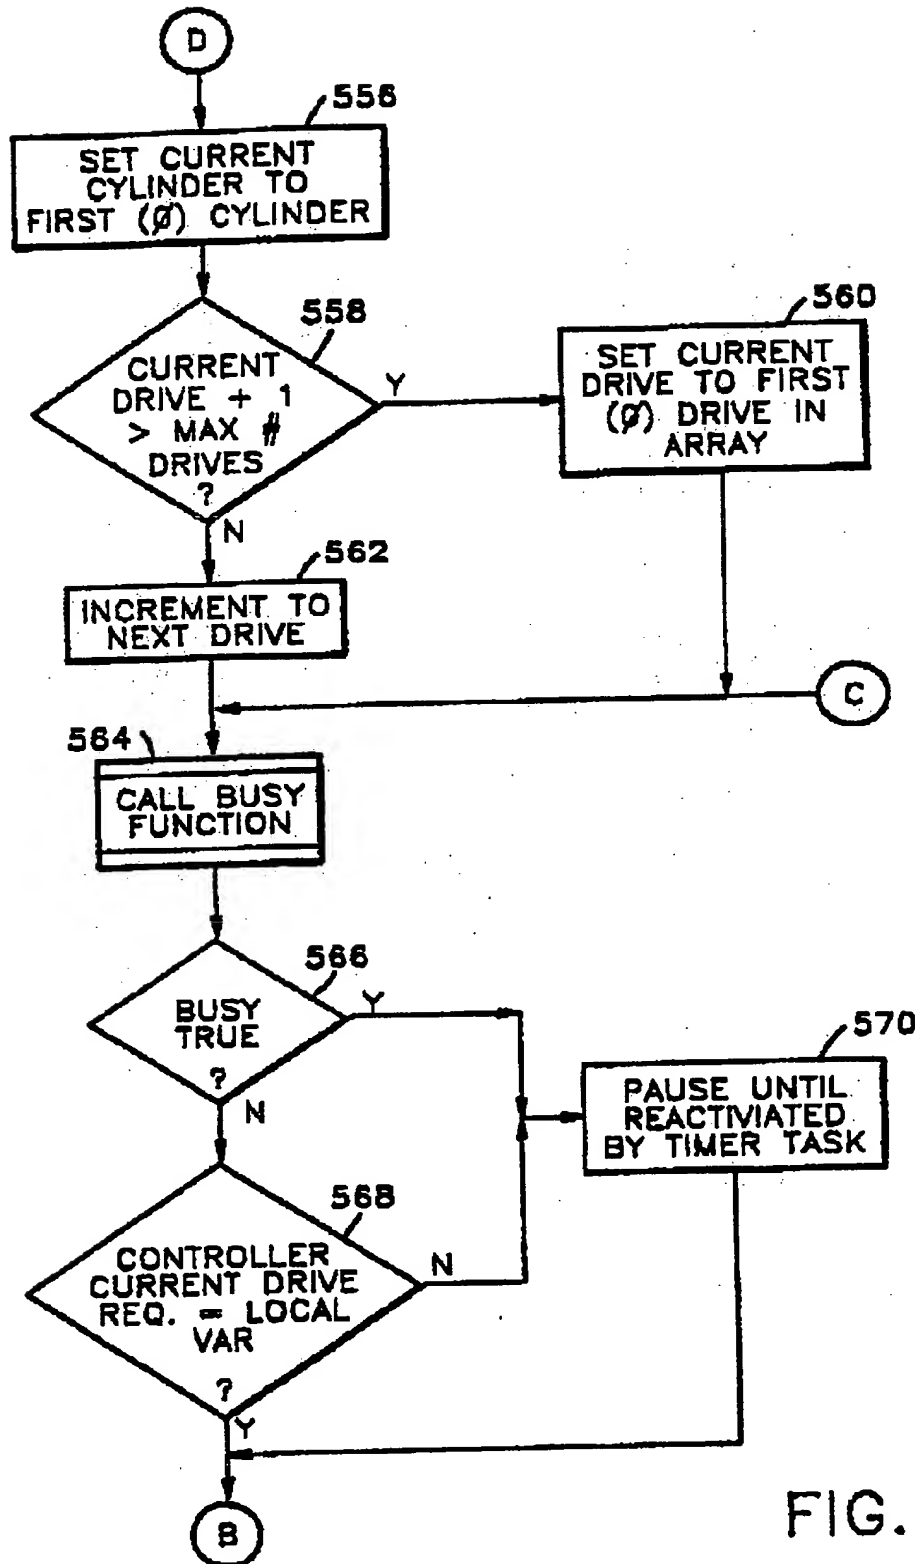 D
556
SET CURRENT
CYLINDER TO
FIRST (Ø) CYLINDER
558
CURRENT
DRIVE + 1
> MAX #
DRIVES
?
Y
N
560
SET CURRENT
DRIVE TO FIRST
(Ø) DRIVE IN
ARRAY
562
INCREMENT TO
NEXT DRIVE
C
564
CALL BUSY
FUNCTION
566
BUSY
TRUE
?
Y
N
570
PAUSE UNTIL
REACTIVIATED
BY TIMER TASK
568
CONTROLLER
CURRENT DRIVE
REQ. = LOCAL
VAR
?
N
Y
B
FIG.